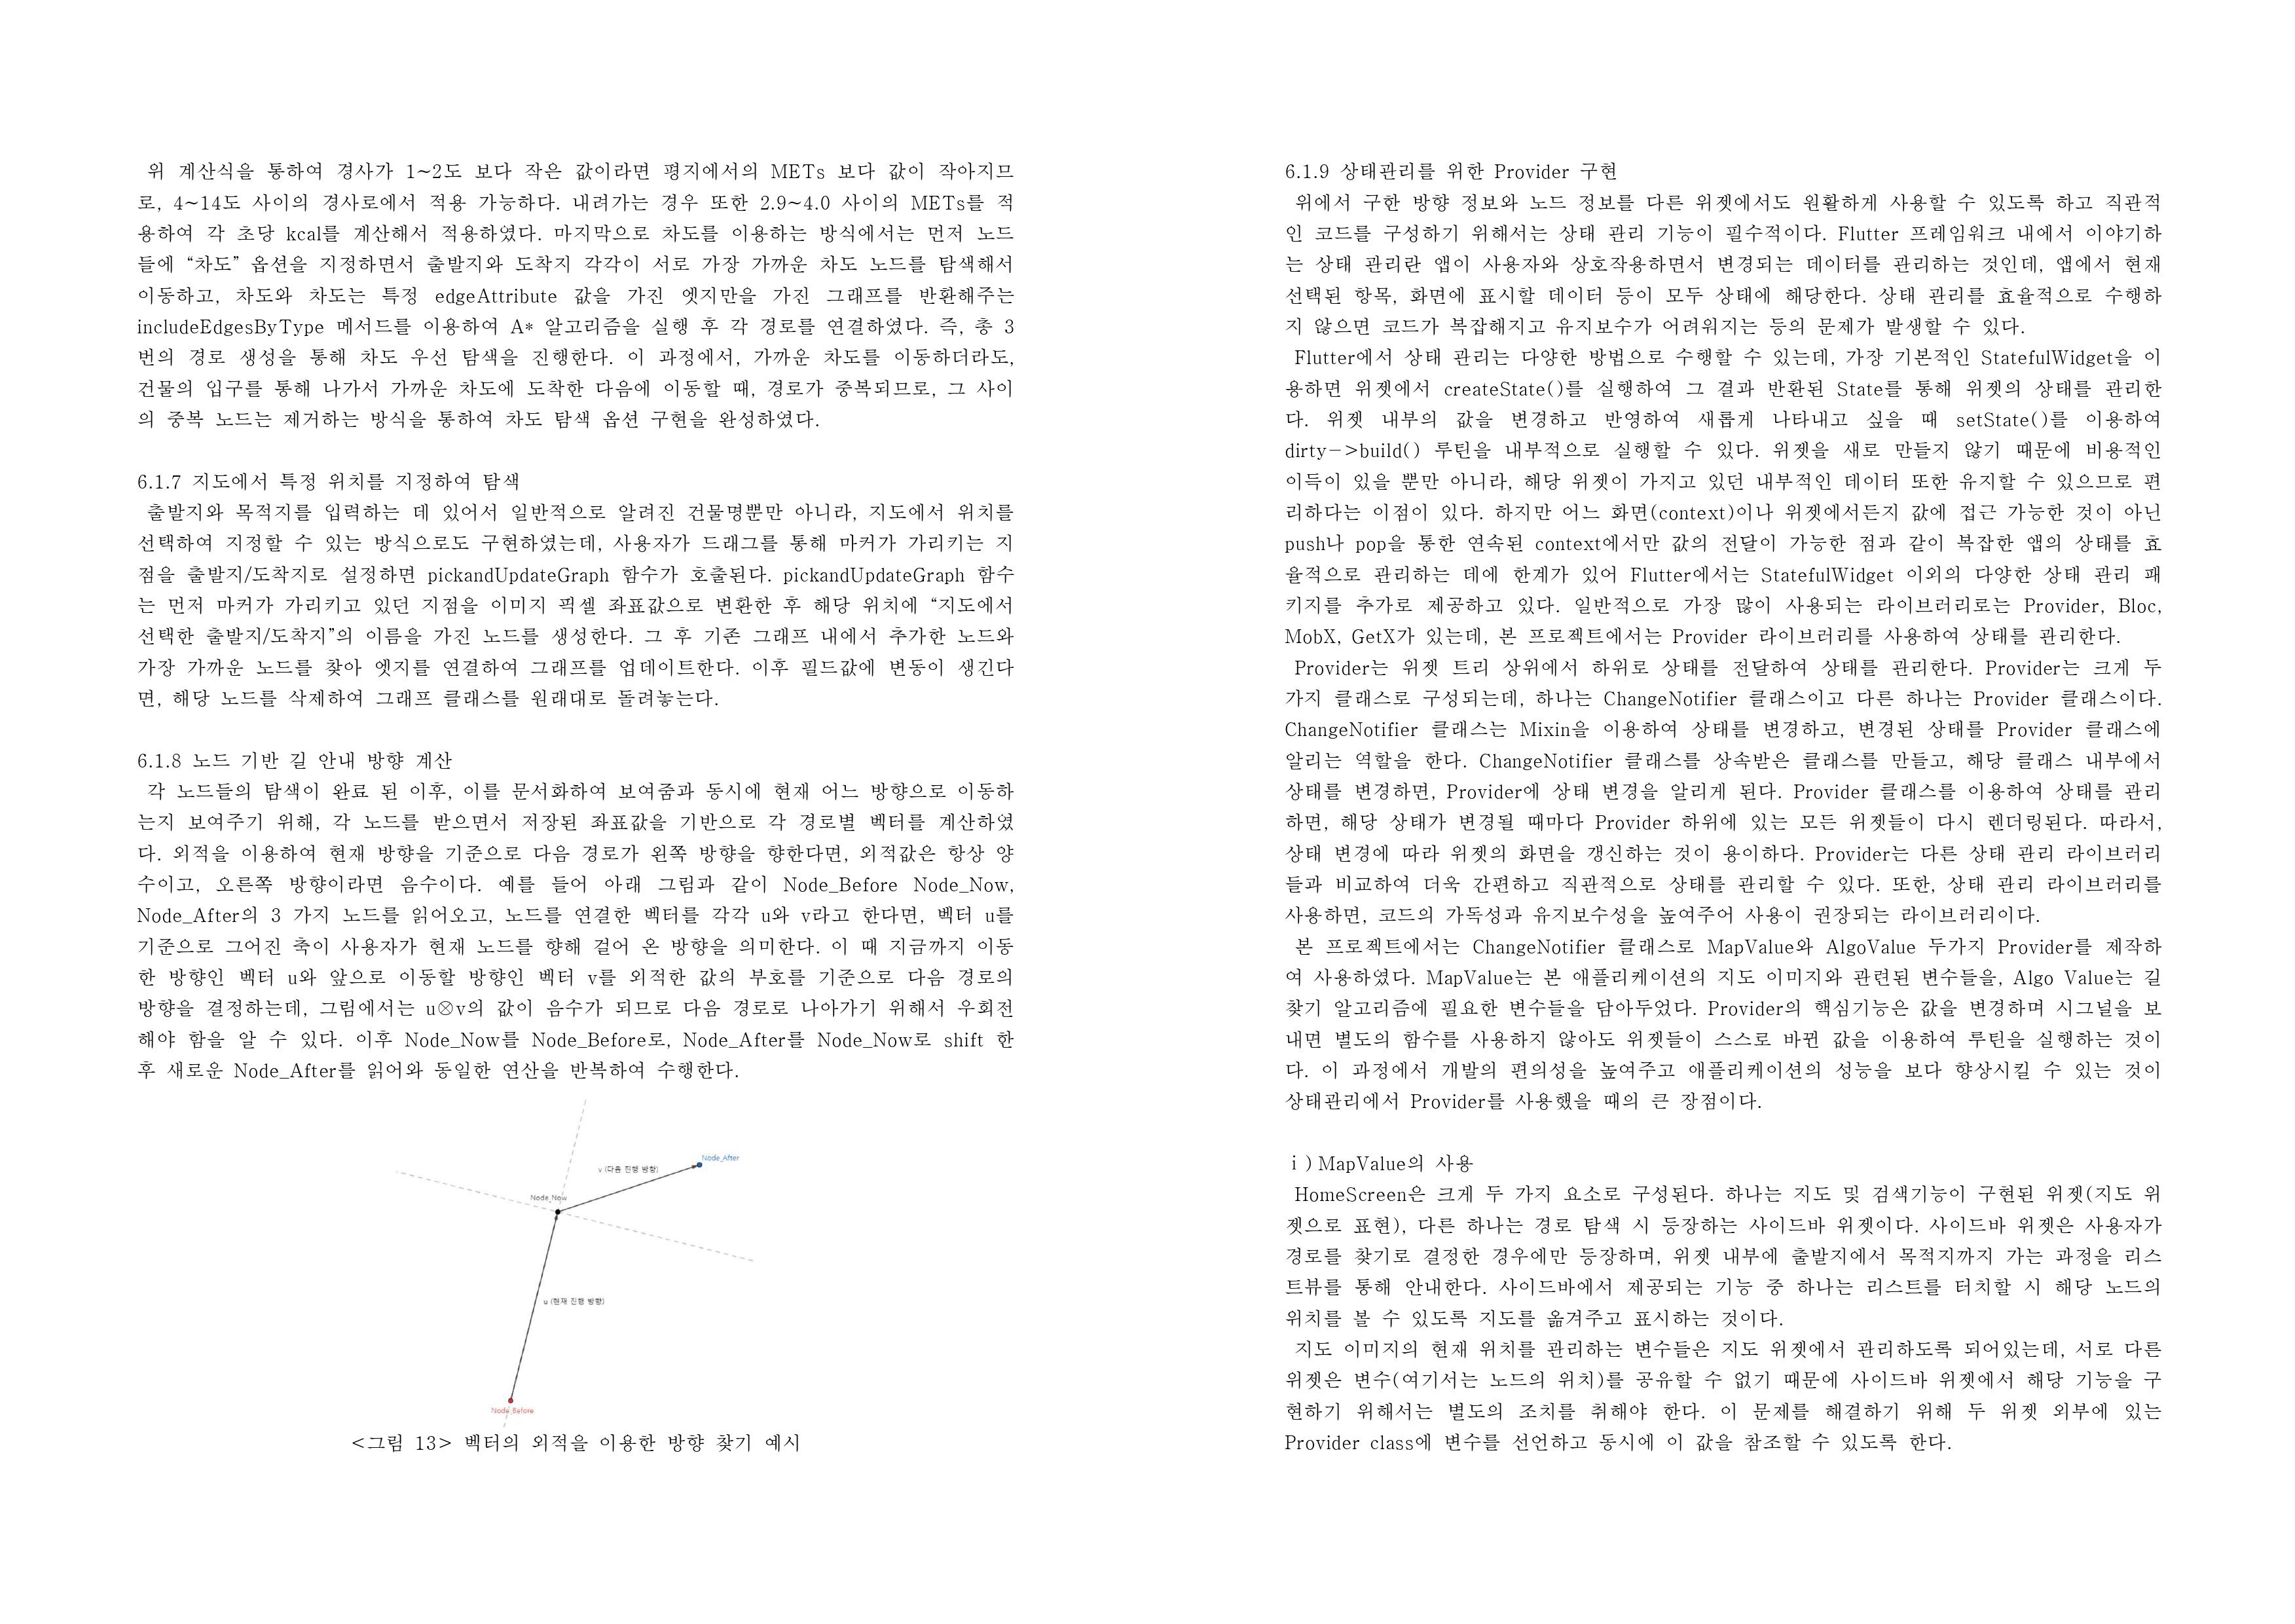 위 계산식을 통하여 경사가 1~2도 보다 작은 값이라면 평지에서의 METs 보다 값이 작아지므
로, 4~14도 사이의 경사로에서 적용 가능하다. 내려가는 경우 또한 2.9~4.0 사이의 METs를 적
용하여 각 초당 kcal를 계산해서 적용하였다. 마지막으로 차도를 이용하는 방식에서는 먼저 노드
들에 “차도” 옵션을 지정하면서 출발지와 도착지 각각이 서로 가장 가까운 차도 노드를 탐색해서
이동하고, 차도와 차도는 특정 edgeAttribute 값을 가진 엣지만을 가진 그래프를 반환해주는
includeEdgesByType 메서드를 이용하여 A* 알고리즘을 실행 후 각 경로를 연결하였다. 즉, 총 3
번의 경로 생성을 통해 차도 우선 탐색을 진행한다. 이 과정에서, 가까운 차도를 이동하더라도,
건물의 입구를 통해 나가서 가까운 차도에 도착한 다음에 이동할 때, 경로가 중복되므로, 그 사이
의 중복 노드는 제거하는 방식을 통하여 차도 탐색 옵션 구현을 완성하였다.
6.1.7 지도에서 특정 위치를 지정하여 탐색
출발지와 목적지를 입력하는 데 있어서 일반적으로 알려진 건물명뿐만 아니라, 지도에서 위치를
선택하여 지정할 수 있는 방식으로도 구현하였는데, 사용자가 드래그를 통해 마커가 가리키는 지
점을 출발지/도착지로 설정하면 pickandUpdateGraph 함수가 호출된다. pickandUpdateGraph 함수
는 먼저 마커가 가리키고 있던 지점을 이미지 픽셀 좌표값으로 변환한 후 해당 위치에 “지도에서
선택한 출발지/도착지”의 이름을 가진 노드를 생성한다. 그 후 기존 그래프 내에서 추가한 노드와
가장 가까운 노드를 찾아 엣지를 연결하여 그래프를 업데이트한다. 이후 필드값에 변동이 생긴다
면, 해당 노드를 삭제하여 그래프 클래스를 원래대로 돌려놓는다.
6.1.8 노드 기반 길 안내 방향 계산
각 노드들의 탐색이 완료 된 이후, 이를 문서화하여 보여줌과 동시에 현재 어느 방향으로 이동하
는지 보여주기 위해, 각 노드를 받으면서 저장된 좌표값을 기반으로 각 경로별 벡터를 계산하였
다. 외적을 이용하여 현재 방향을 기준으로 다음 경로가 왼쪽 방향을 향한다면, 외적값은 항상 양
수이고, 오른쪽 방향이라면 음수이다. 예를 들어 아래 그림과 같이 Node_Before Node_Now,
Node_After의 3 가지 노드를 읽어오고, 노드를 연결한 벡터를 각각 u와 v라고 한다면, 벡터 u를
기준으로 그어진 축이 사용자가 현재 노드를 향해 걸어 온 방향을 의미한다. 이 때 지금까지 이동
한 방향인 벡터 u와 앞으로 이동할 방향인 벡터 v를 외적한 값의 부호를 기준으로 다음 경로의
방향을 결정하는데, 그림에서는 u⊗v의 값이 음수가 되므로 다음 경로로 나아가기 위해서 우회전
해야 함을 알 수 있다. 이후 Node_Now를 Node_Before로, Node_After를 Node_Now로 shift 한
후 새로운 Node_After를 읽어와 동일한 연산을 반복하여 수행한다.
Node_After
v (다음 진행 방향)
Node_Now
u (현재 진행 방향)
Node_Before
<그림 13> 벡터의 외적을 이용한 방향 찾기 예시
6.1.9 상태관리를 위한 Provider 구현
위에서 구한 방향 정보와 노드 정보를 다른 위젯에서도 원활하게 사용할 수 있도록 하고 직관적
인 코드를 구성하기 위해서는 상태 관리 기능이 필수적이다. Flutter 프레임워크 내에서 이야기하
는 상태 관리란 앱이 사용자와 상호작용하면서 변경되는 데이터를 관리하는 것인데, 앱에서 현재
선택된 항목, 화면에 표시할 데이터 등이 모두 상태에 해당한다. 상태 관리를 효율적으로 수행하
지 않으면 코드가 복잡해지고 유지보수가 어려워지는 등의 문제가 발생할 수 있다.
Flutter에서 상태 관리는 다양한 방법으로 수행할 수 있는데, 가장 기본적인 StatefulWidget을 이
용하면 위젯에서 createState()를 실행하여 그 결과 반환된 State를 통해 위젯의 상태를 관리한
다. 위젯 내부의 값을 변경하고 반영하여 새롭게 나타내고 싶을 때 setState()를 이용하여
dirty->build() 루틴을 내부적으로 실행할 수 있다. 위젯을 새로 만들지 않기 때문에 비용적인
이득이 있을 뿐만 아니라, 해당 위젯이 가지고 있던 내부적인 데이터 또한 유지할 수 있으므로 편
리하다는 이점이 있다. 하지만 어느 화면(context)이나 위젯에서든지 값에 접근 가능한 것이 아닌
push나 pop을 통한 연속된 context에서만 값의 전달이 가능한 점과 같이 복잡한 앱의 상태를 효
율적으로 관리하는 데에 한계가 있어 Flutter에서는 StatefulWidget 이외의 다양한 상태 관리 패
키지를 추가로 제공하고 있다. 일반적으로 가장 많이 사용되는 라이브러리로는 Provider, Bloc,
MobX, GetX가 있는데, 본 프로젝트에서는 Provider 라이브러리를 사용하여 상태를 관리한다.
Provider는 위젯 트리 상위에서 하위로 상태를 전달하여 상태를 관리한다. Provider는 크게 두
가지 클래스로 구성되는데, 하나는 ChangeNotifier 클래스이고 다른 하나는 Provider 클래스이다.
ChangeNotifier 클래스는 Mixin을 이용하여 상태를 변경하고, 변경된 상태를 Provider 클래스에
알리는 역할을 한다. ChangeNotifier 클래스를 상속받은 클래스를 만들고, 해당 클래스 내부에서
상태를 변경하면, Provider에 상태 변경을 알리게 된다. Provider 클래스를 이용하여 상태를 관리
하면, 해당 상태가 변경될 때마다 Provider 하위에 있는 모든 위젯들이 다시 렌더링된다. 따라서,
상태 변경에 따라 위젯의 화면을 갱신하는 것이 용이하다. Provider는 다른 상태 관리 라이브러리
들과 비교하여 더욱 간편하고 직관적으로 상태를 관리할 수 있다. 또한, 상태 관리 라이브러리를
사용하면, 코드의 가독성과 유지보수성을 높여주어 사용이 권장되는 라이브러리이다.
본 프로젝트에서는 ChangeNotifier 클래스로 MapValue와 AlgoValue 두가지 Provider를 제작하
여 사용하였다. MapValue는 본 애플리케이션의 지도 이미지와 관련된 변수들을, Algo Value는 길
찾기 알고리즘에 필요한 변수들을 담아두었다. Provider의 핵심기능은 값을 변경하며 시그널을 보
내면 별도의 함수를 사용하지 않아도 위젯들이 스스로 바뀐 값을 이용하여 루틴을 실행하는 것이
다. 이 과정에서 개발의 편의성을 높여주고 애플리케이션의 성능을 보다 향상시킬 수 있는 것이
상태관리에서 Provider를 사용했을 때의 큰 장점이다.
ⅰ) MapValue의 사용
HomeScreen은 크게 두 가지 요소로 구성된다. 하나는 지도 및 검색기능이 구현된 위젯(지도 위
젯으로 표현), 다른 하나는 경로 탐색 시 등장하는 사이드바 위젯이다. 사이드바 위젯은 사용자가
경로를 찾기로 결정한 경우에만 등장하며, 위젯 내부에 출발지에서 목적지까지 가는 과정을 리스
트뷰를 통해 안내한다. 사이드바에서 제공되는 기능 중 하나는 리스트를 터치할 시 해당 노드의
위치를 볼 수 있도록 지도를 옮겨주고 표시하는 것이다.
지도 이미지의 현재 위치를 관리하는 변수들은 지도 위젯에서 관리하도록 되어있는데, 서로 다른
위젯은 변수(여기서는 노드의 위치)를 공유할 수 없기 때문에 사이드바 위젯에서 해당 기능을 구
현하기 위해서는 별도의 조치를 취해야 한다. 이 문제를 해결하기 위해 두 위젯 외부에 있는
Provider class에 변수를 선언하고 동시에 이 값을 참조할 수 있도록 한다.